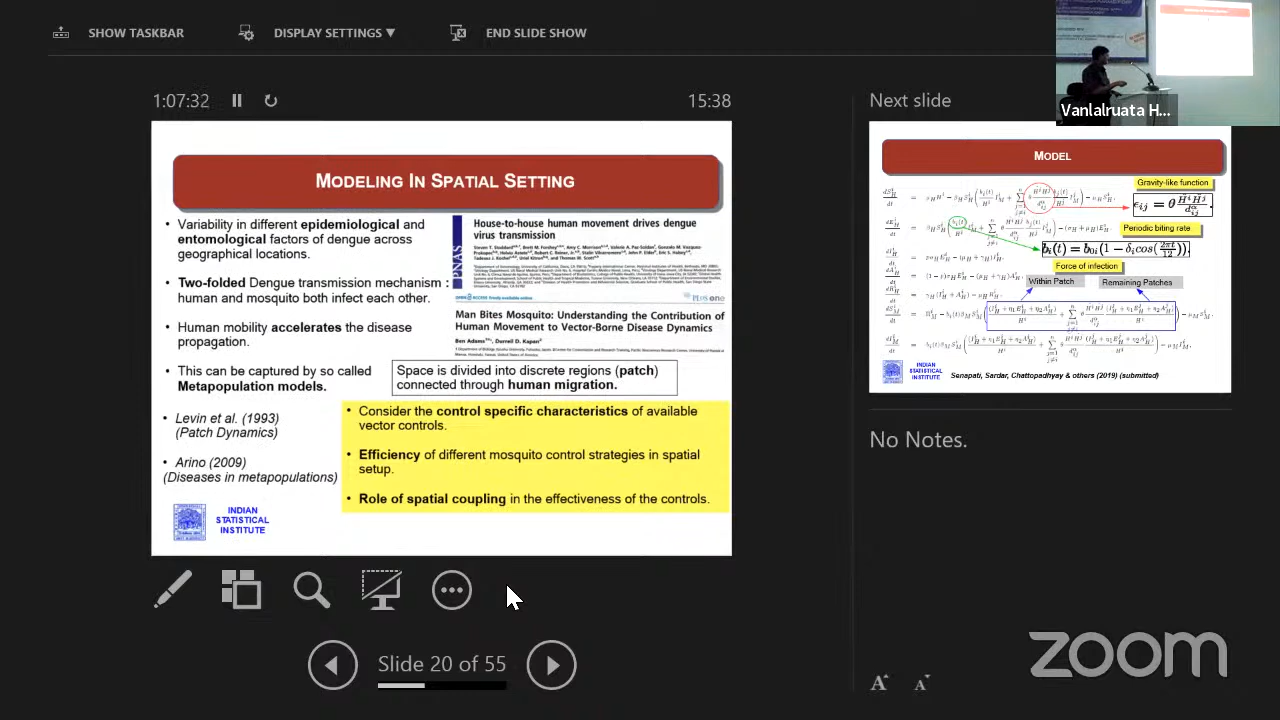 SHOW TASKBAR
DISPLAY SETTINGS ▼
END SLIDE SHOW
1:07:32
15:38
Next slide
Vanlalruata H...
MODELING IN SPATIAL SETTING
• Variability in different epidemiological and
entomological factors of dengue across
geographical locations.
• Two-folded Dengue transmission mechanism :
human and mosquito both infect each other.
• Human mobility accelerates the disease
propagation.
• This can be captured by so called
Metapopulation models.
• Levin et al. (1993)
(Patch Dynamics)
• Arino (2009)
(Diseases in metapopulations)
PNAS
House-to-house human movement drives dengue
virus transmission
PLoS one
Man Bites Mosquito: Understanding the Contribution of
Human Movement to Vector-Borne Disease Dynamics
Ben Adams, Durrell D. Kapan
Space is divided into discrete regions (patch)
connected through human migration.
• Consider the control specific characteristics of available
vector controls.
• Efficiency of different mosquito control strategies in spatial
setup.
• Role of spatial coupling in the effectiveness of the controls.
INDIAN
STATISTICAL
INSTITUTE
MODEL
Gravity-like function
Periodic biting rate
Force of infection
Within Patch
Remaining Patches
INDIAN
STATISTICAL
INSTITUTE
Senapati, Sardar, Chattopadhyay & others (2019) (submitted)
No Notes.
Slide 20 of 55
A A
zoom